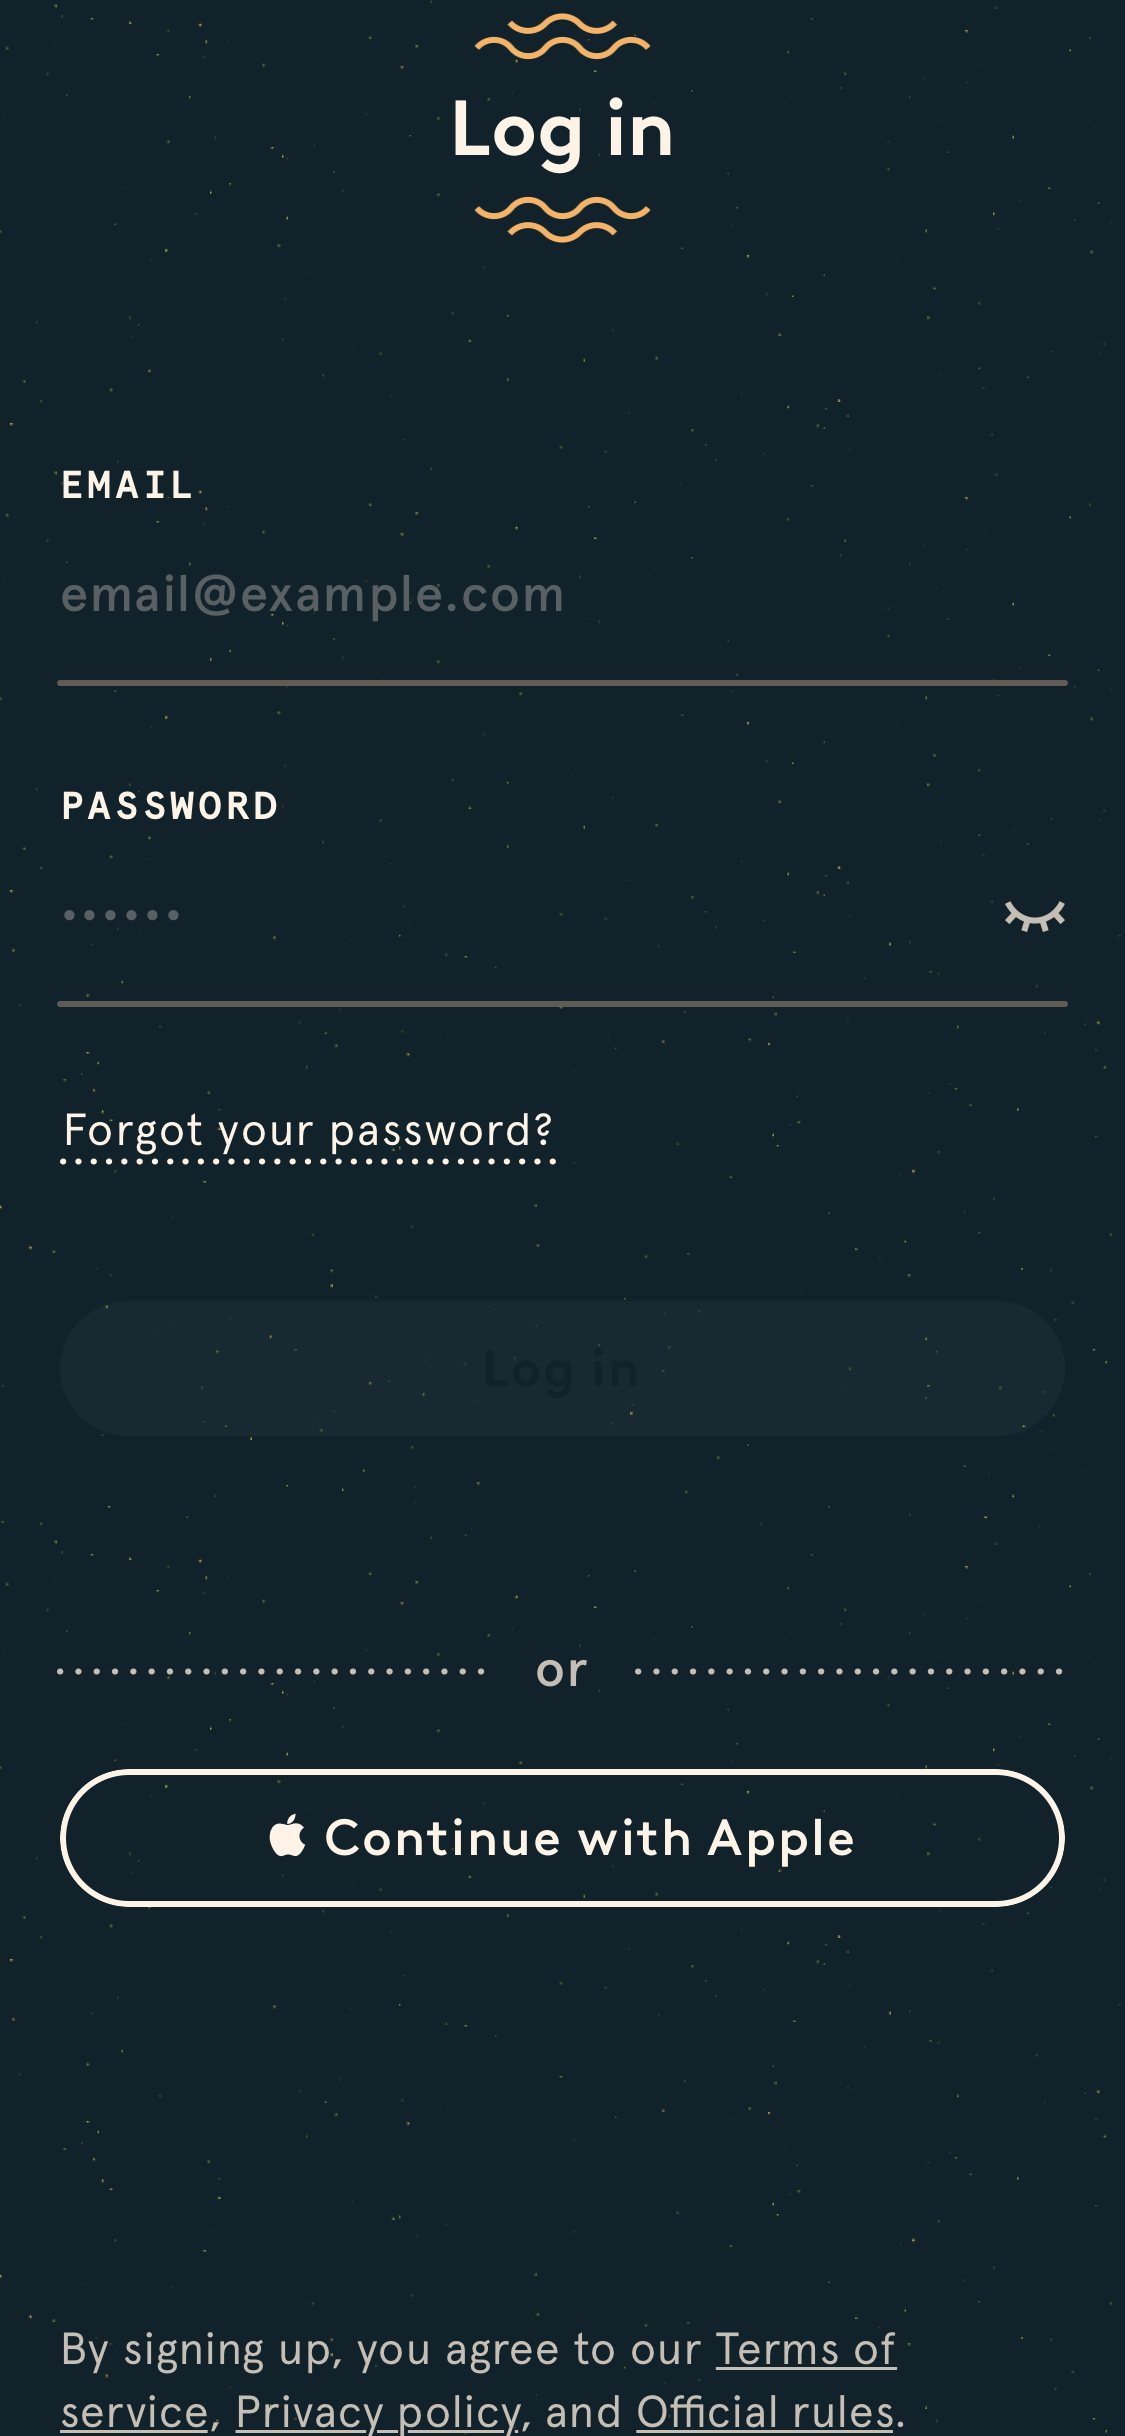 Log in
EMAIL
email@example.com
PASSWORD
••••••
Forgot your password?
Log in
or
Continue with Apple
By signing up, you agree to our Terms of
service, Privacy policy, and Official rules.